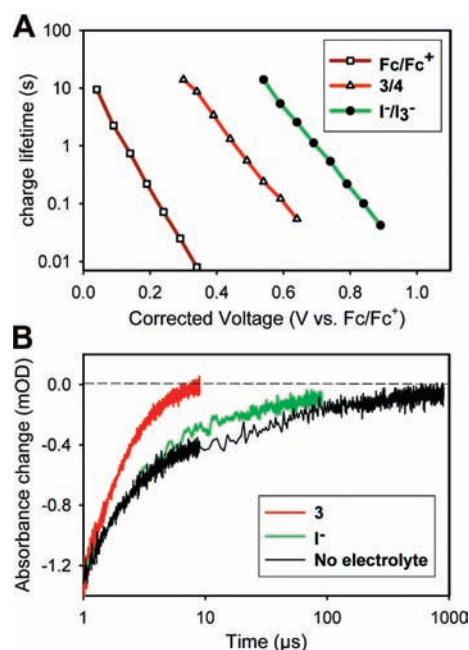 A
charge lifetime (s)
10
1
0.1
0.01
Fc/Fc+
3/4
I-/I3-
0.0 0.2 0.4 0.6 0.8 1.0
Corrected Voltage (V vs. Fc/Fc+)
B
Absorbance change (mOD)
0.0
-0.4
-0.8
-1.2
3
I-
No electrolyte
1 10 100 1000
Time (µs)